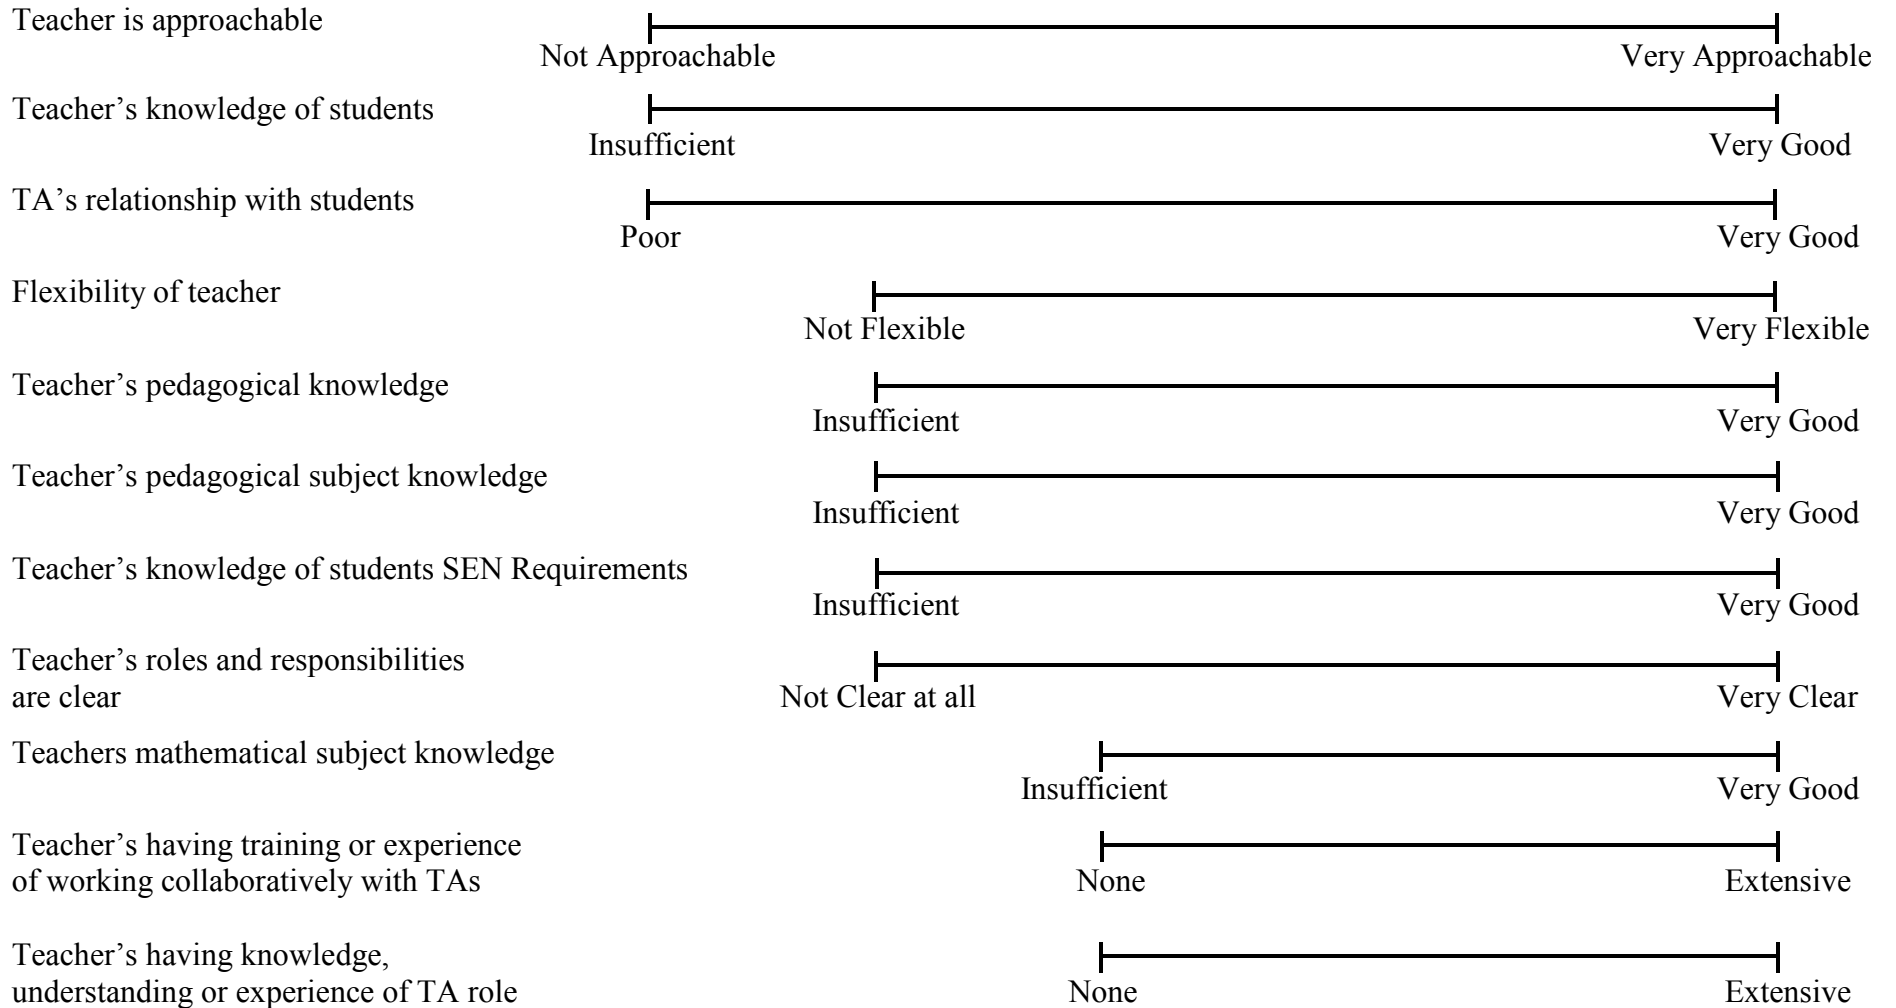 Teacher is approachable
Not Approachable Very Approachable
Teacher’s knowledge of students
Insufficient Very Good
TA’s relationship with students
Poor Very Good
Flexibility of teacher
Not Flexible Very Flexible
Teacher’s pedagogical knowledge
Insufficient Very Good
Teacher’s pedagogical subject knowledge
Insufficient Very Good
Teacher’s knowledge of students SEN Requirements
Insufficient Very Good
Teacher’s roles and responsibilities
are clear Not Clear at all Very Clear
Teachers mathematical subject knowledge
Insufficient Very Good
Teacher’s having training or experience
of working collaboratively with TAs None Extensive
Teacher’s having knowledge,
understanding or experience of TA role None Extensive